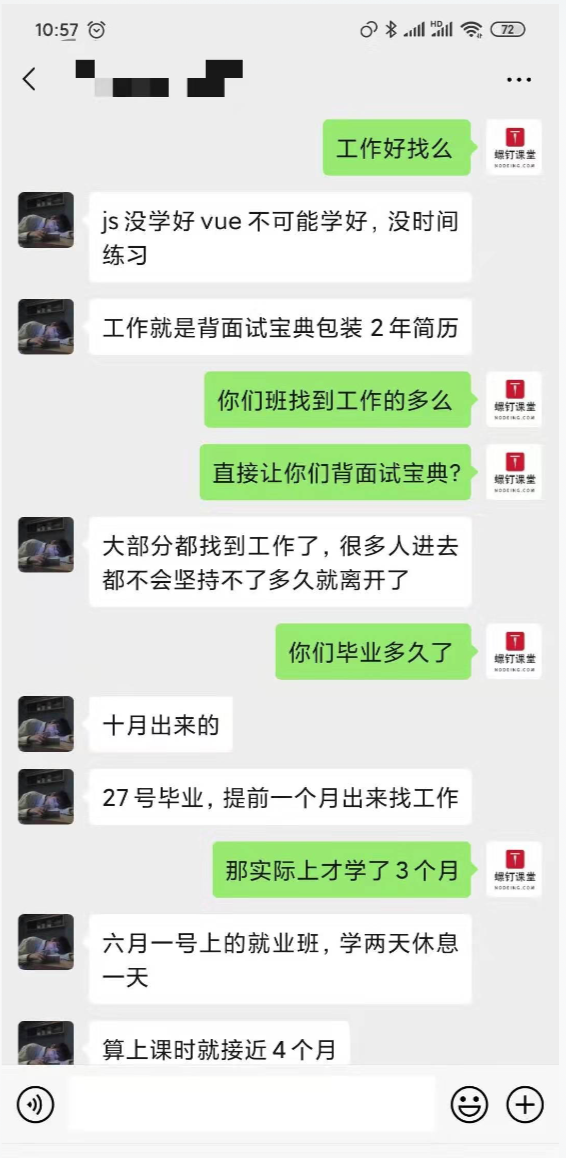 10:57
HD
72
工作好找么
螺钉课堂
NODEING.COM
js没学好vue不可能学好，没时间
练习
工作就是背面试宝典包装2年简历
你们班找到工作的多么
螺钉课堂
NODEING.COM
直接让你们背面试宝典?
螺钉课堂
NODEING.COM
大部分都找到工作了，很多人进去
都不会坚持不了多久就离开了
你们毕业多久了
螺钉课堂
NODEING.COM
十月出来的
27号毕业，提前一个月出来找工作
那实际上才学了3个月
螺钉课堂
NODEING.COM
六月一号上的就业班，学两天休息
一天
算上课时就接近4个月